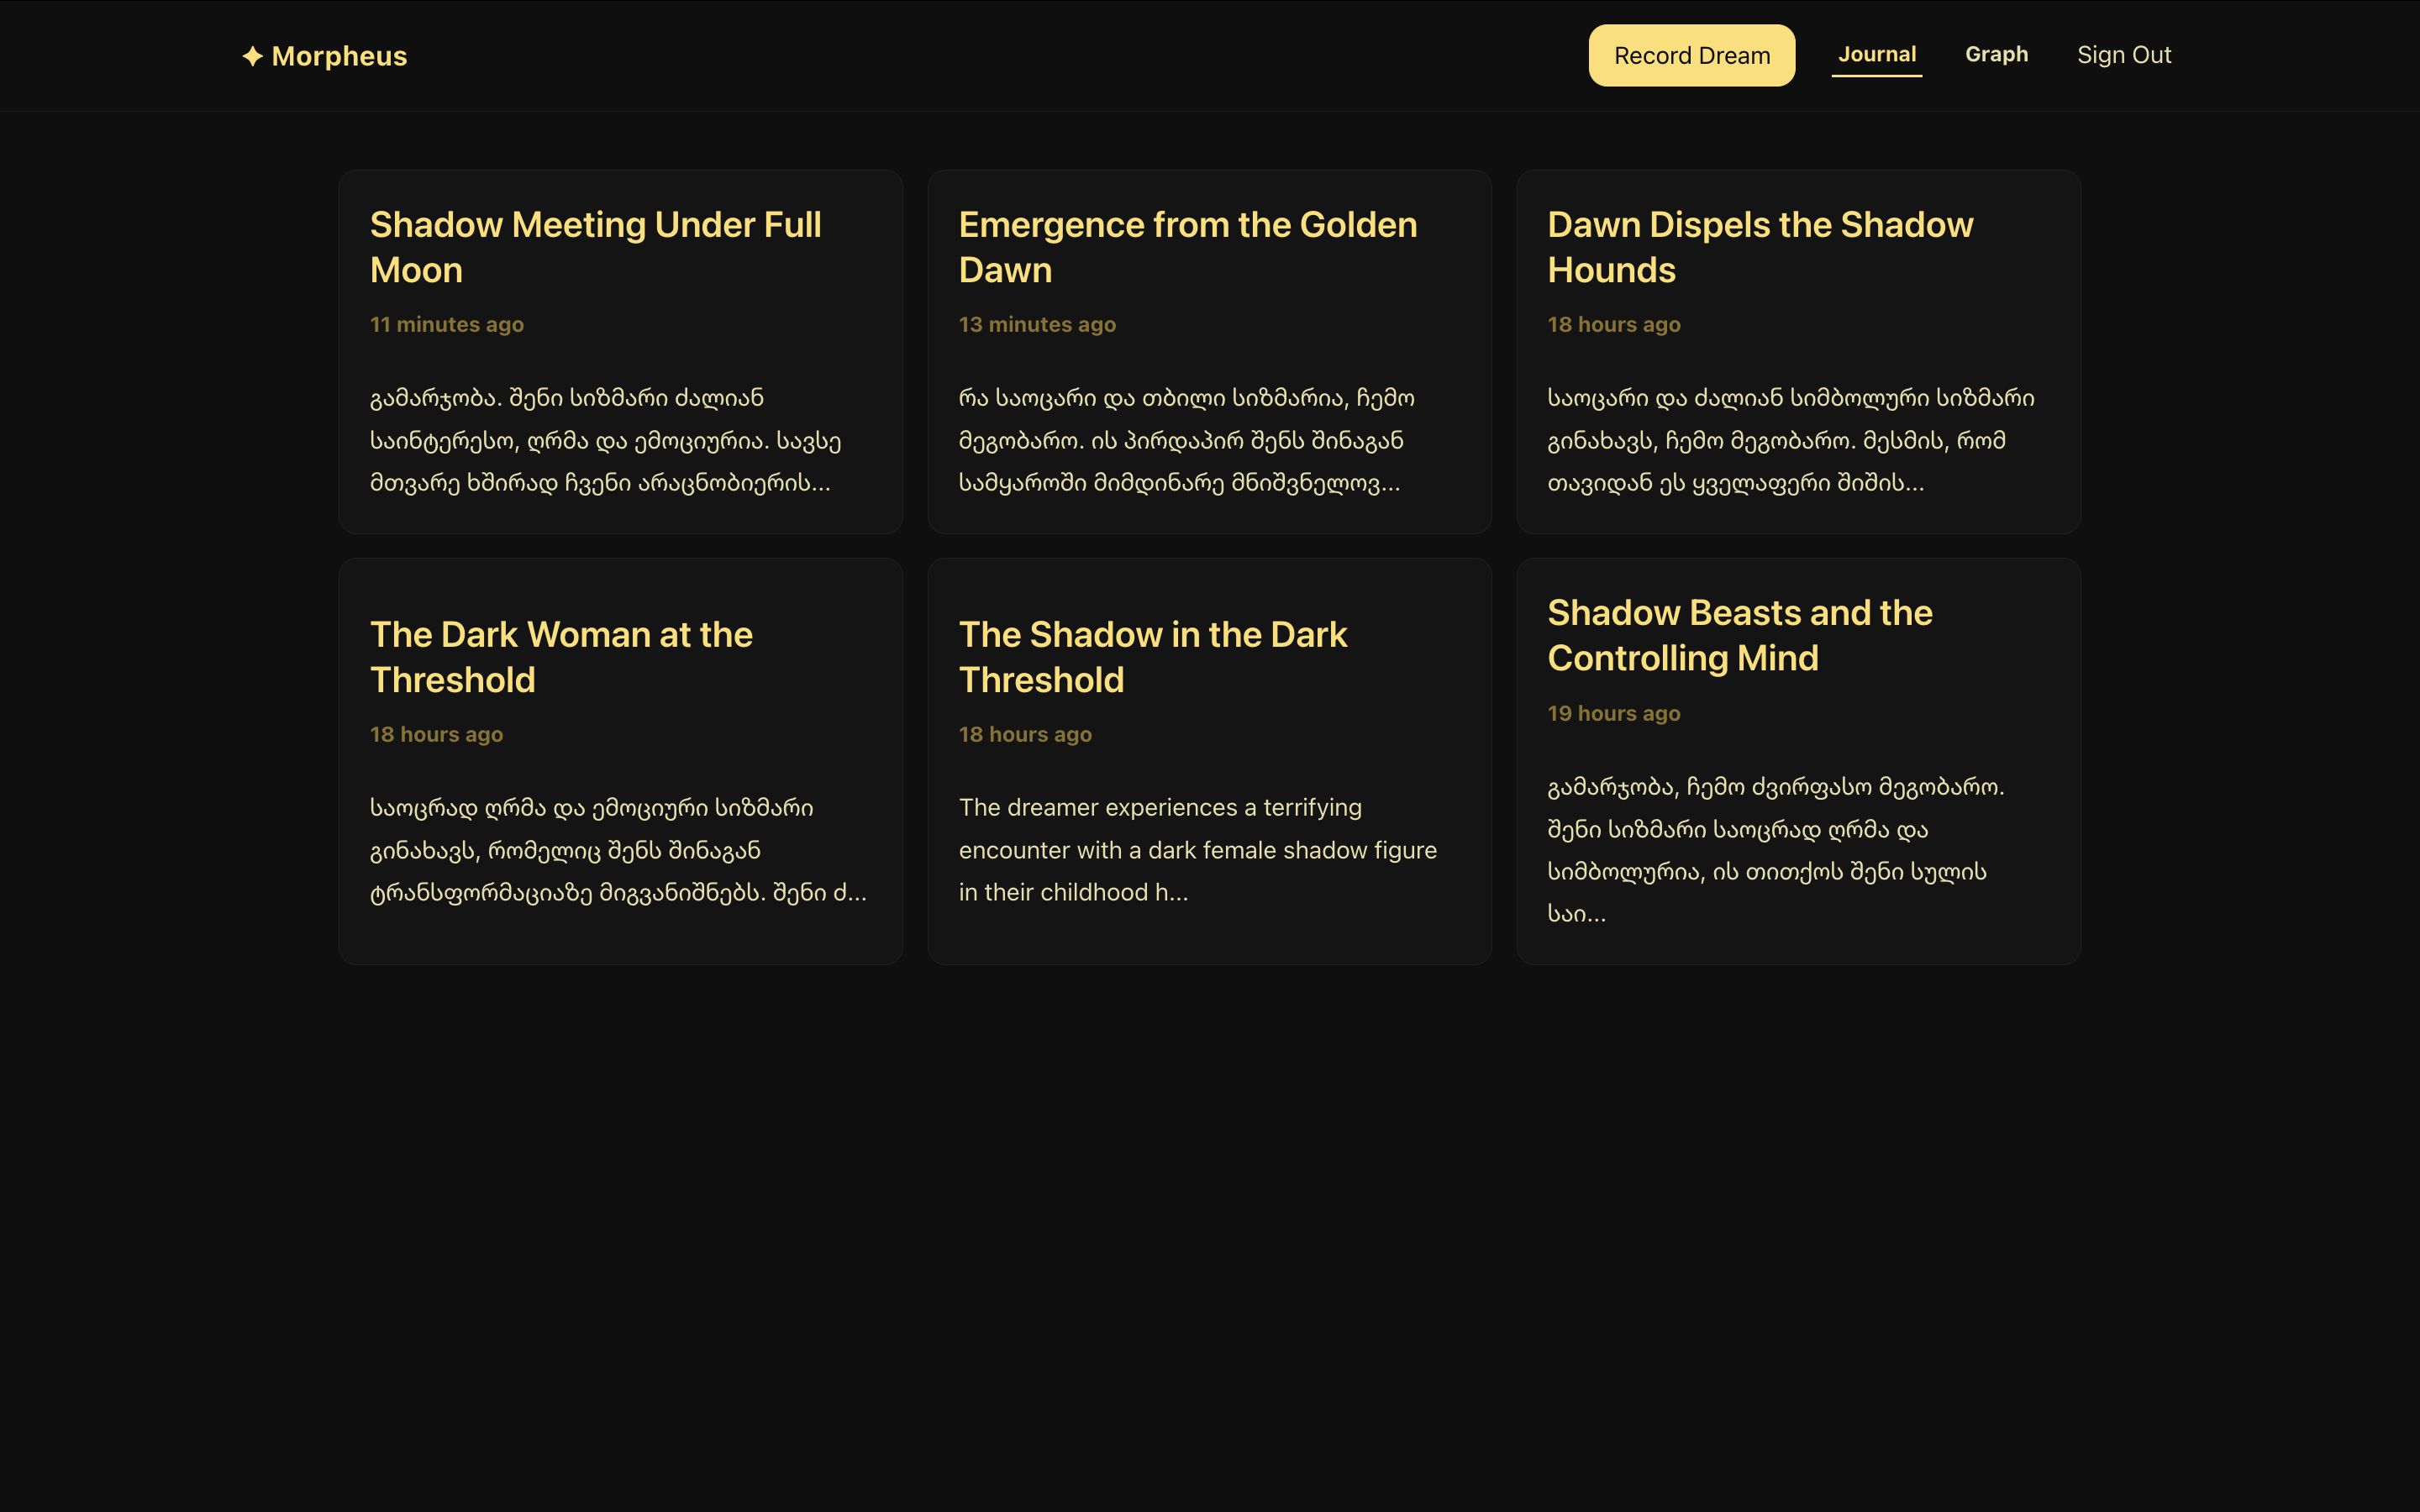 ✦ Morpheus
Record Dream
Journal
Graph
Sign Out
Shadow Meeting Under Full
Moon
11 minutes ago
გამარჯობა. შენი სიზმარი ძალიან
საინტერესო, ღრმა და ემოციურია. სავსე
მთვარე ხშირად ჩვენი არაცნობიერის...
Emergence from the Golden
Dawn
13 minutes ago
რა საოცარი და თბილი სიზმარია, ჩემო
მეგობარო. ის პირდაპირ შენს შინაგან
სამყაროში მიმდინარე მნიშვნელოვ...
Dawn Dispels the Shadow
Hounds
18 hours ago
საოცარი და ძალიან სიმბოლური სიზმარი
გინახავს, ჩემო მეგობარო. მესმის, რომ
თავიდან ეს ყველაფერი შიშის...
The Dark Woman at the
Threshold
18 hours ago
საოცრად ღრმა და ემოციური სიზმარი
გინახავს, რომელიც შენს შინაგან
ტრანსფორმაციაზე მიგვანიშნებს. შენი ძ...
The Shadow in the Dark
Threshold
18 hours ago
The dreamer experiences a terrifying
encounter with a dark female shadow figure
in their childhood h...
Shadow Beasts and the
Controlling Mind
19 hours ago
გამარჯობა, ჩემო ძვირფასო მეგობარო.
შენი სიზმარი საოცრად ღრმა და
სიმბოლურია, ის თითქოს შენი სულის
საი...